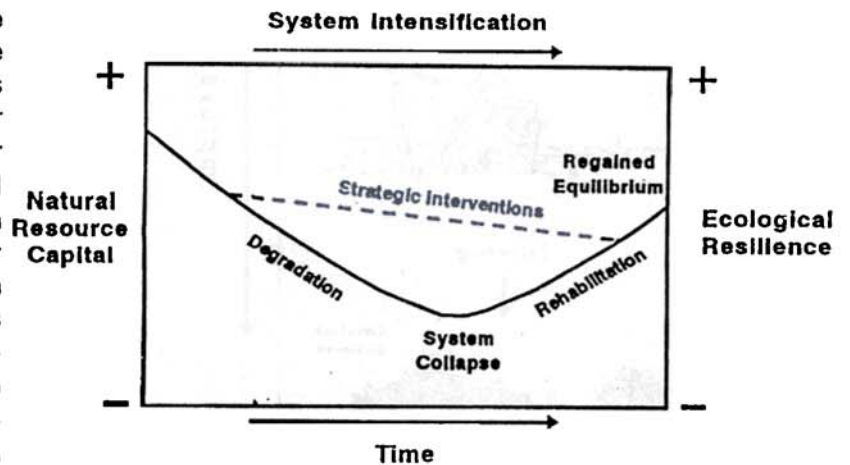 System Intensification
+
+
Regained
Equilibrium
Strategic Interventions
Natural
Resource
Capital
Ecological
Resilience
Degradation
Rehabilitation
System
Collapse
−
−
Time